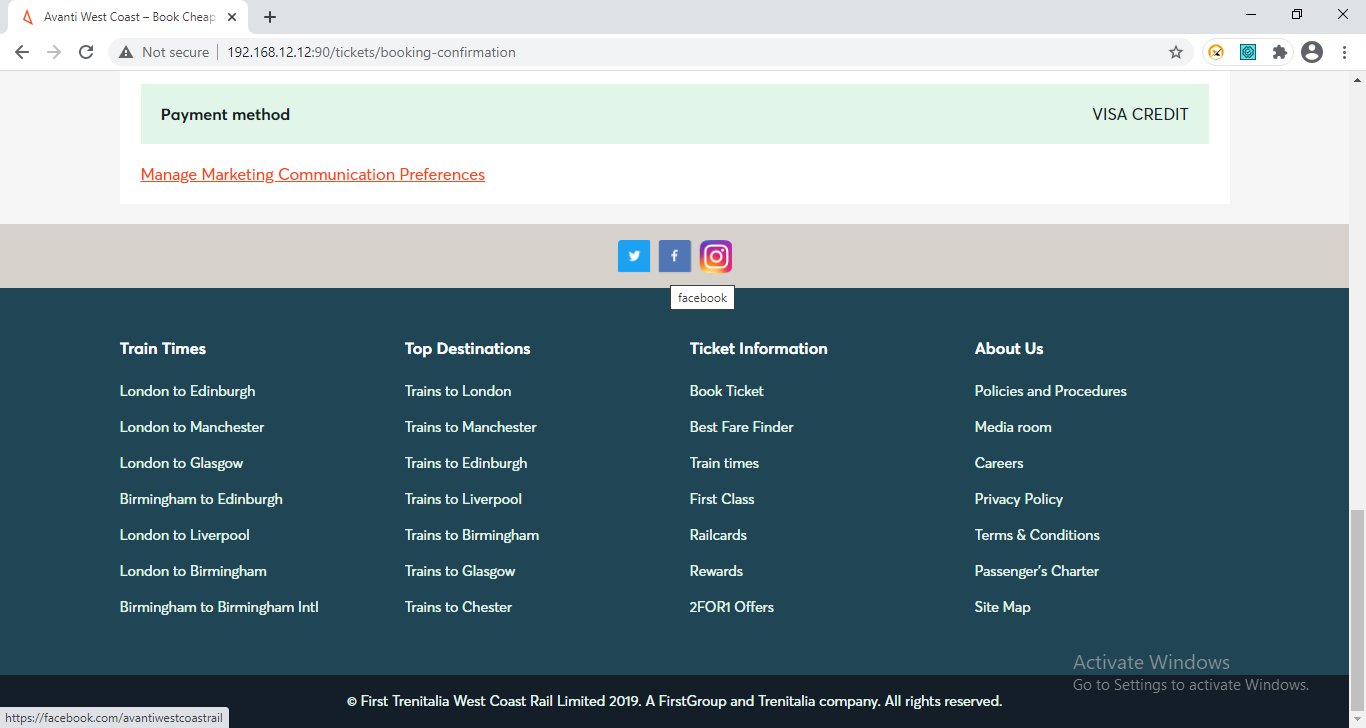 Avanti West Coast – Book Cheap
Not secure
192.168.12.12:90/tickets/booking-confirmation
Payment method
VISA CREDIT
Manage Marketing Communication Preferences
facebook
Train Times
Top Destinations
Ticket Information
About Us
London to Edinburgh
Trains to London
Book Ticket
Policies and Procedures
London to Manchester
Trains to Manchester
Best Fare Finder
Media room
London to Glasgow
Trains to Edinburgh
Train times
Careers
Birmingham to Edinburgh
Trains to Liverpool
First Class
Privacy Policy
London to Liverpool
Trains to Birmingham
Railcards
Terms & Conditions
London to Birmingham
Trains to Glasgow
Rewards
Passenger's Charter
Birmingham to Birmingham Intl
Trains to Chester
2FOR1 Offers
Site Map
Activate Windows
Go to Settings to activate Windows.
© First Trenitalia West Coast Rail Limited 2019. A FirstGroup and Trenitalia company. All rights reserved.
https://facebook.com/avantiwestcoastrail